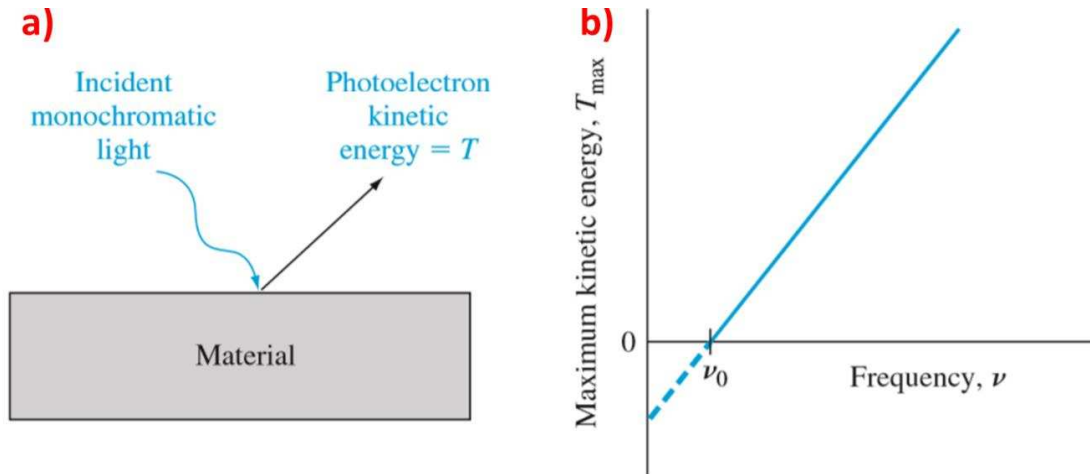 a)
Incident
monochromatic
light
Photoelectron
kinetic
energy = T
Material
b)
Maximum kinetic energy, T_max
0
ν0
Frequency, ν